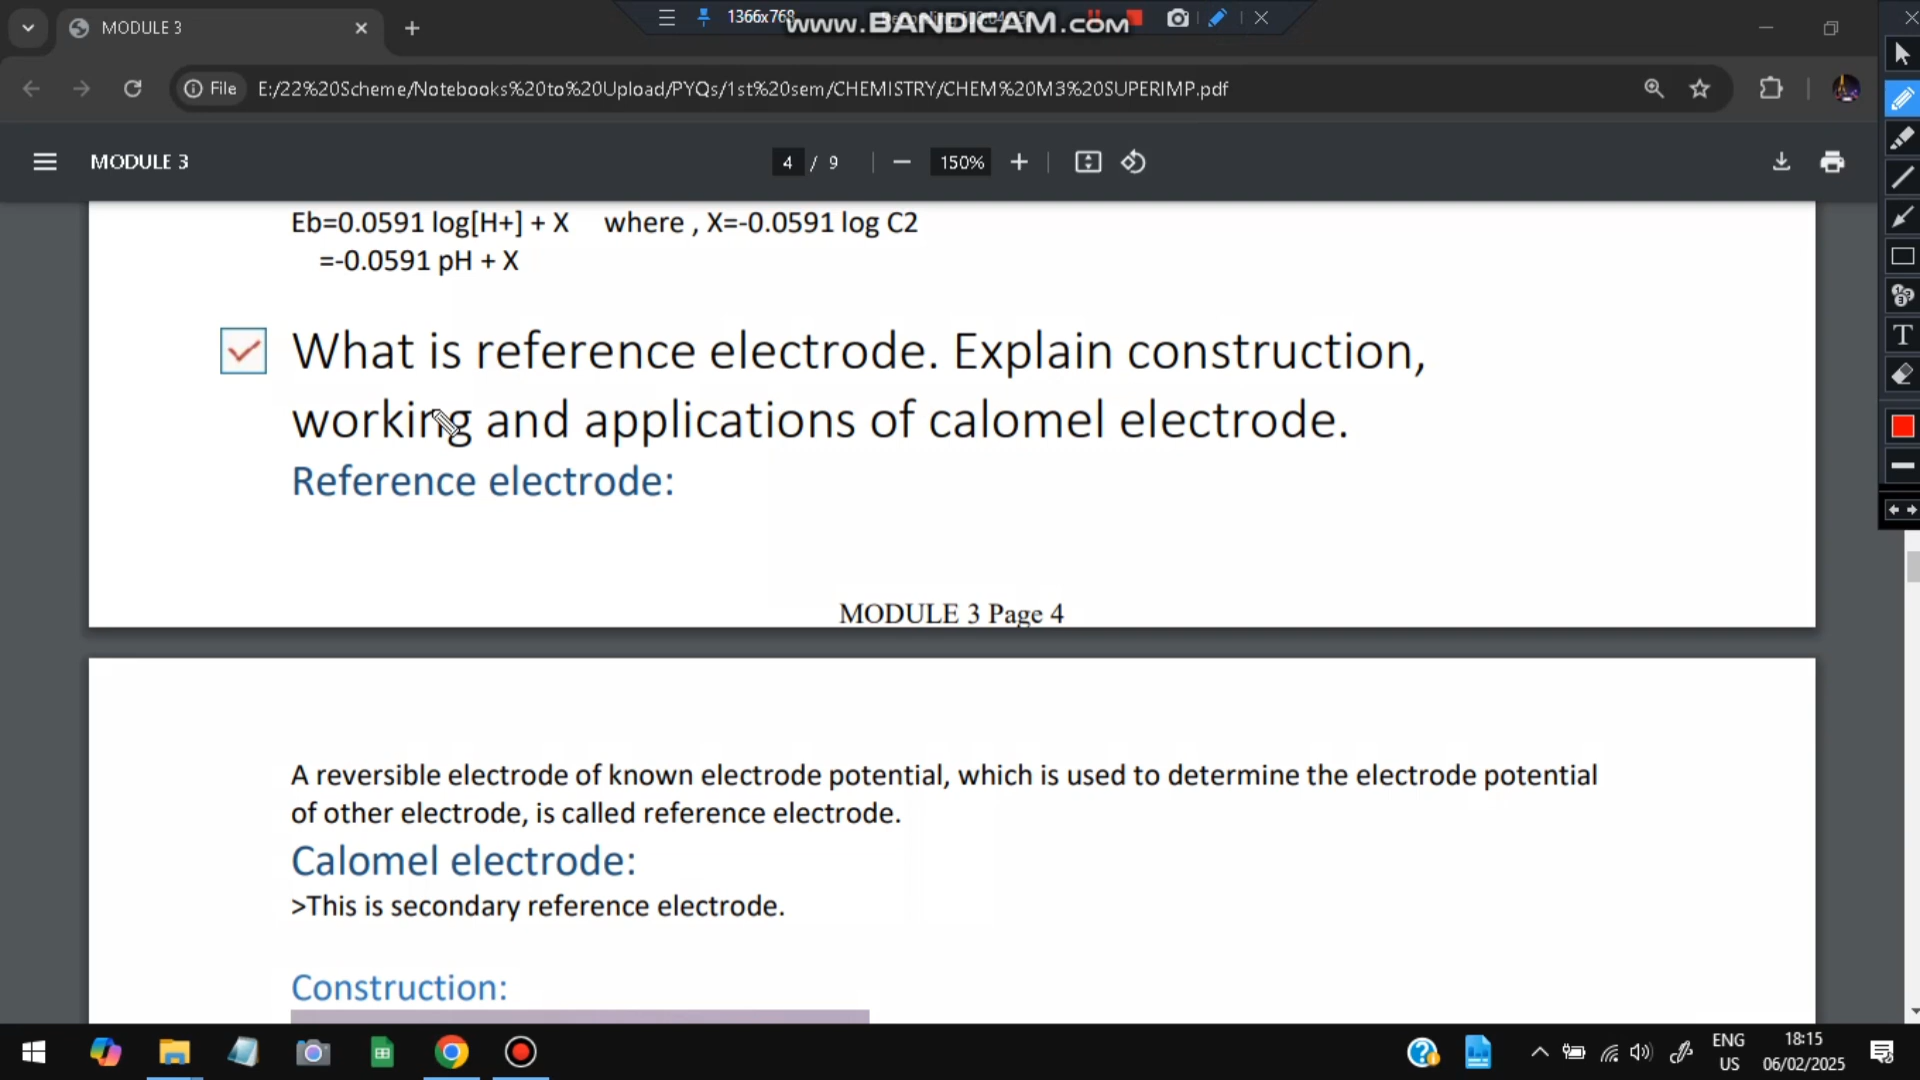 MODULE 3
1366x768
www.BANDICAM.com
File
E:/22%20Scheme/Notebooks%20to%20Upload/PYQs/1st%20sem/CHEMISTRY/CHEM%20M3%20SUPERIMP.pdf
MODULE 3
4 / 9
150%
Eb=0.0591 log[H+] + X where , X=-0.0591 log C2
=-0.0591 pH + X
What is reference electrode. Explain construction,
working and applications of calomel electrode.
Reference electrode:
MODULE 3 Page 4
A reversible electrode of known electrode potential, which is used to determine the electrode potential
of other electrode, is called reference electrode.
Calomel electrode:
>This is secondary reference electrode.
Construction:
ENG
US
18:15
06/02/2025